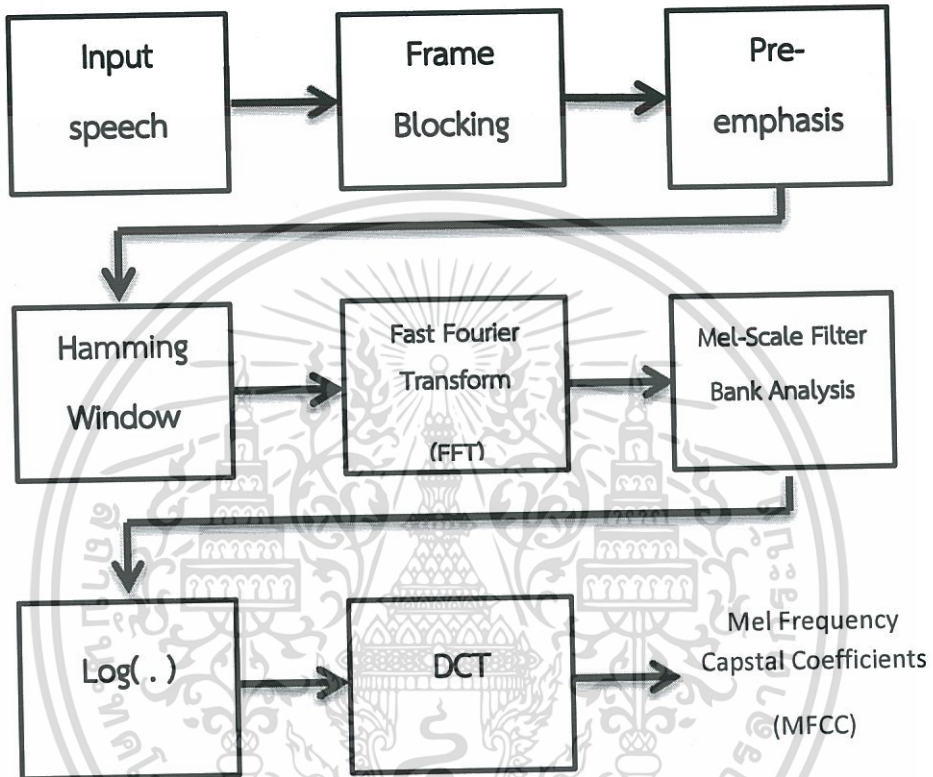 Input
speech
Frame
Blocking
Pre-
emphasis
Hamming
Window
Fast Fourier
Transform
(FFT)
Mel-Scale Filter
Bank Analysis
Log( . )
DCT
Mel Frequency
Capstal Coefficients
(MFCC)